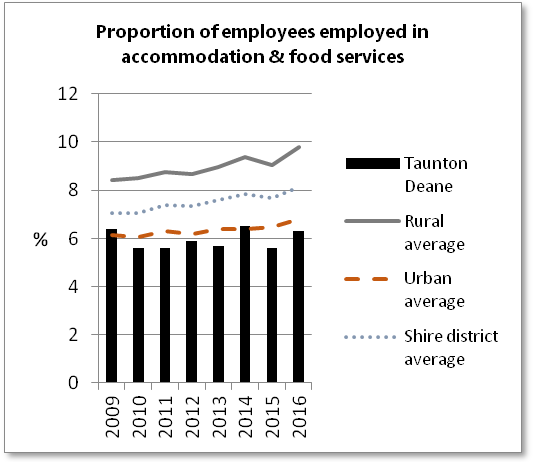 Proportion of employees employed in
accommodation & food services
12
10
8
6
4
2
0
%
2009
2010
2011
2012
2013
2014
2015
2016
Taunton
Deane
Rural
average
Urban
average
Shire district
average